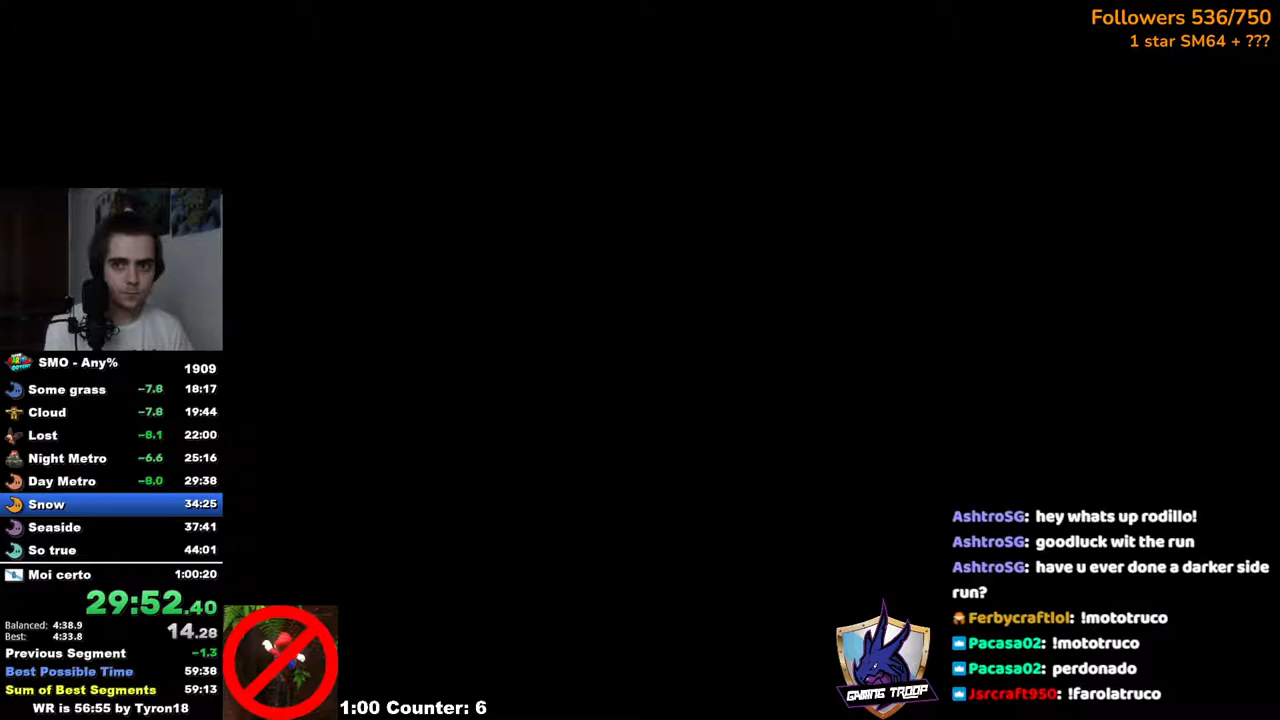 Followers 536/750
1 star SM64 + ???
SMO - Any%
1909
Some grass -7.8 18:17
Cloud -7.8 19:44
Lost -8.1 22:00
Night Metro -6.6 25:16
Day Metro -8.0 29:38
Snow 34:25
Seaside 37:41
So true 44:01
Moi certo 1:00:20
29:52.40
Balanced: 4:38.9
Best: 4:33.8
14.28
Previous Segment -1.3
Best Possible Time 59:38
Sum of Best Segments 59:13
WR is 56:55 by Tyron18
1:00 Counter: 6
GAMING TROOP
AshtroSG: hey whats up rodillo!
AshtroSG: goodluck wit the run
AshtroSG: have u ever done a darker side
run?
Ferbycraftlol: !mototruco
Pacasa02: !mototruco
Pacasa02: perdonado
Jsrcraft950: !farolatruco